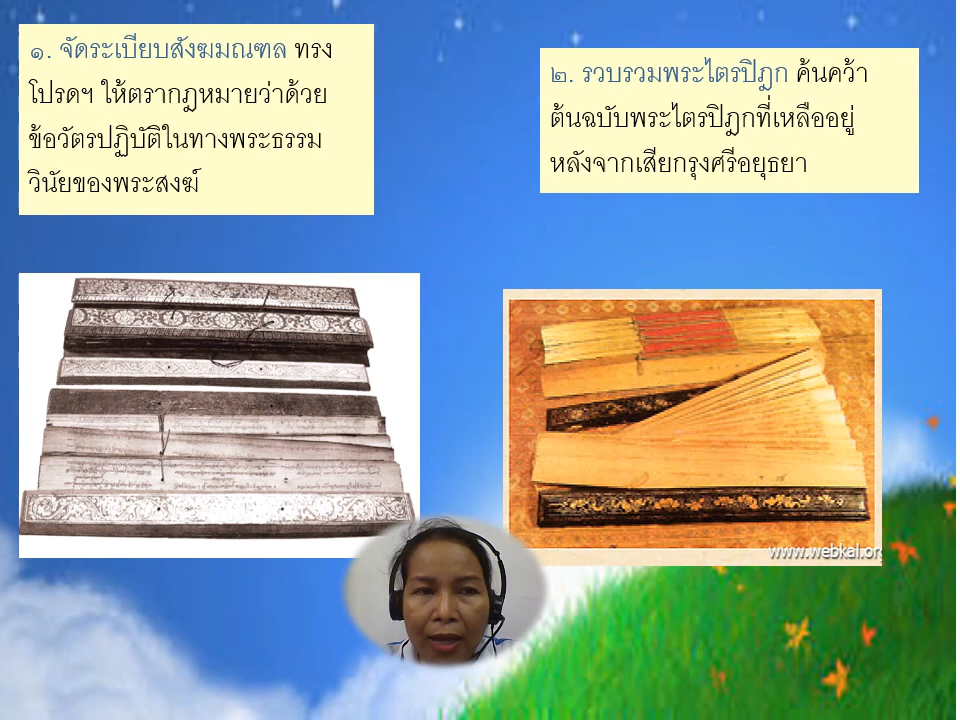 ๑. จัดระเบียบสังฆมณฑล ทรง
โปรดฯ ให้ตรากฎหมายว่าด้วย
ข้อวัตรปฏิบัติในทางพระธรรม
วินัยของพระสงฆ์
๒. รวบรวมพระไตรปิฎก ค้นคว้า
ต้นฉบับพระไตรปิฎกที่เหลืออยู่
หลังจากเสียกรุงศรีอยุธยา
www.webkal.org